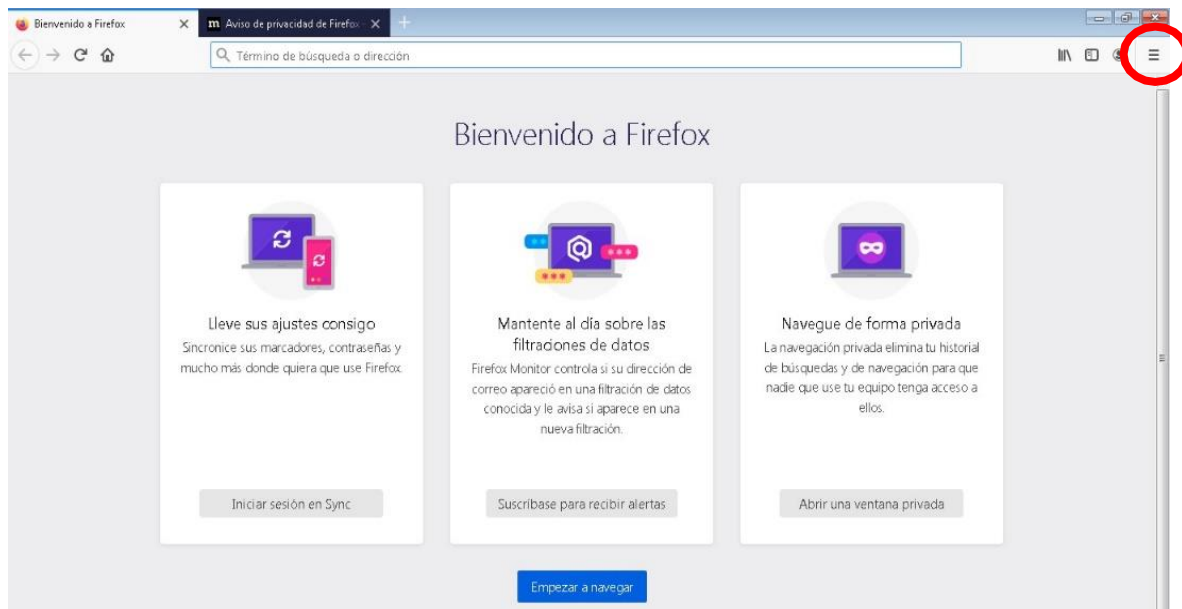 Bienvenido a Firefox
m Aviso de privacidad de Firefox
Término de búsqueda o dirección
Bienvenido a Firefox
Lleve sus ajustes consigo
Sincronice sus marcadores, contraseñas y
mucho más donde quiera que use Firefox.
Iniciar sesión en Sync
Mantente al día sobre las
filtraciones de datos
Firefox Monitor controla si su dirección de
correo apareció en una filtración de datos
conocida y le avisa si aparece en una
nueva filtración.
Suscríbase para recibir alertas
Navegue de forma privada
La navegación privada elimina tu historial
de búsquedas y de navegación para que
nadie que use tu equipo tenga acceso a
ellos.
Abrir una ventana privada
Empezar a navegar